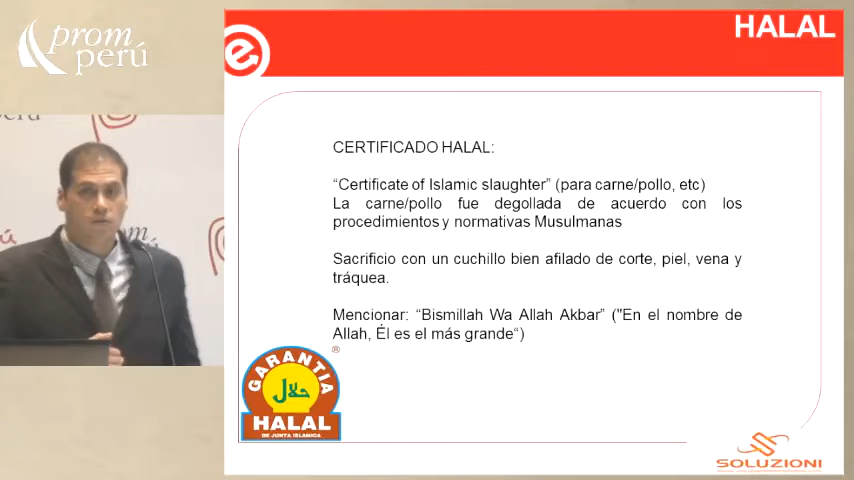 prom
perú
HALAL
CERTIFICADO HALAL:
“Certificate of Islamic slaughter” (para carne/pollo, etc)
La carne/pollo fue degollada de acuerdo con los
procedimientos y normativas Musulmanas
Sacrificio con un cuchillo bien afilado de corte, piel, vena y
tráquea.
Mencionar: “Bismillah Wa Allah Akbar” ("En el nombre de
Allah, Él es el más grande“)
GARANTIA
حلال
HALAL
DE JUNTA ISLAMICA
®
SOLUZIONI